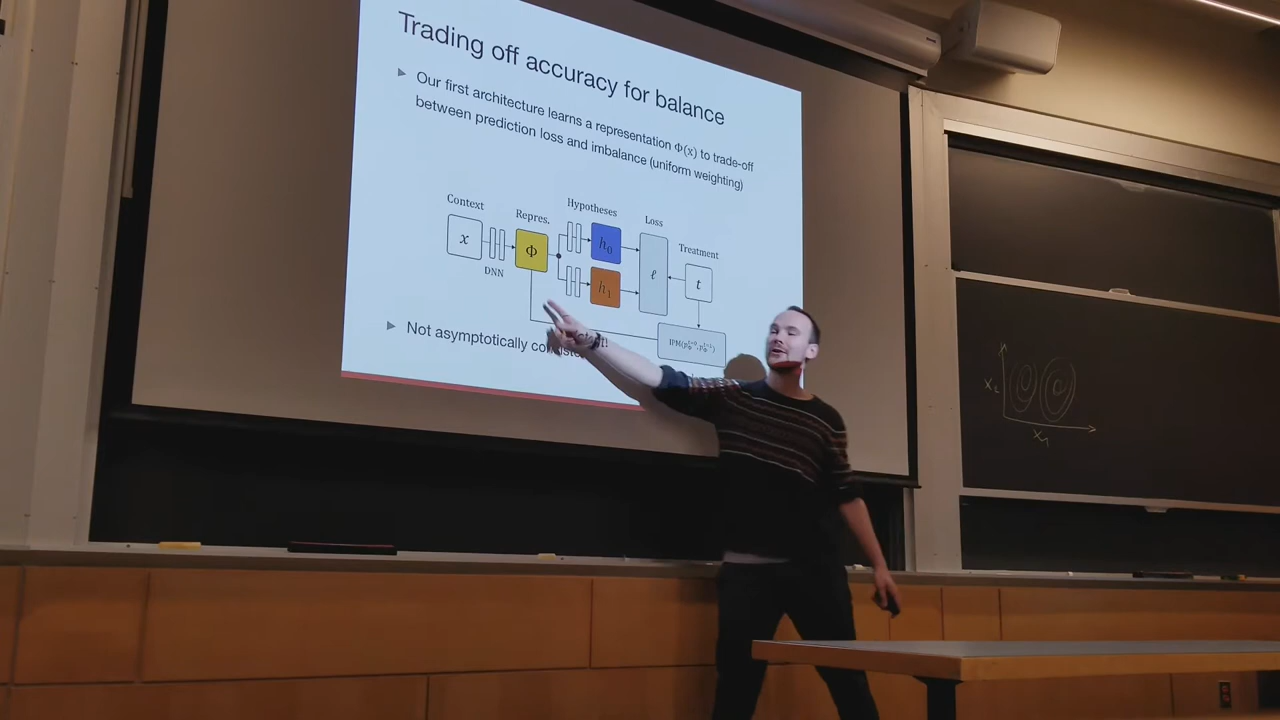 Trading off accuracy for balance
Our first architecture learns a representation Φ(x) to trade-off
between prediction loss and imbalance (uniform weighting)
Context
Repres.
Hypotheses
Loss
Treatment
x
DNN
Φ
h₀
h₁
ℓ
t
Not asymptotically
X₂
X₁